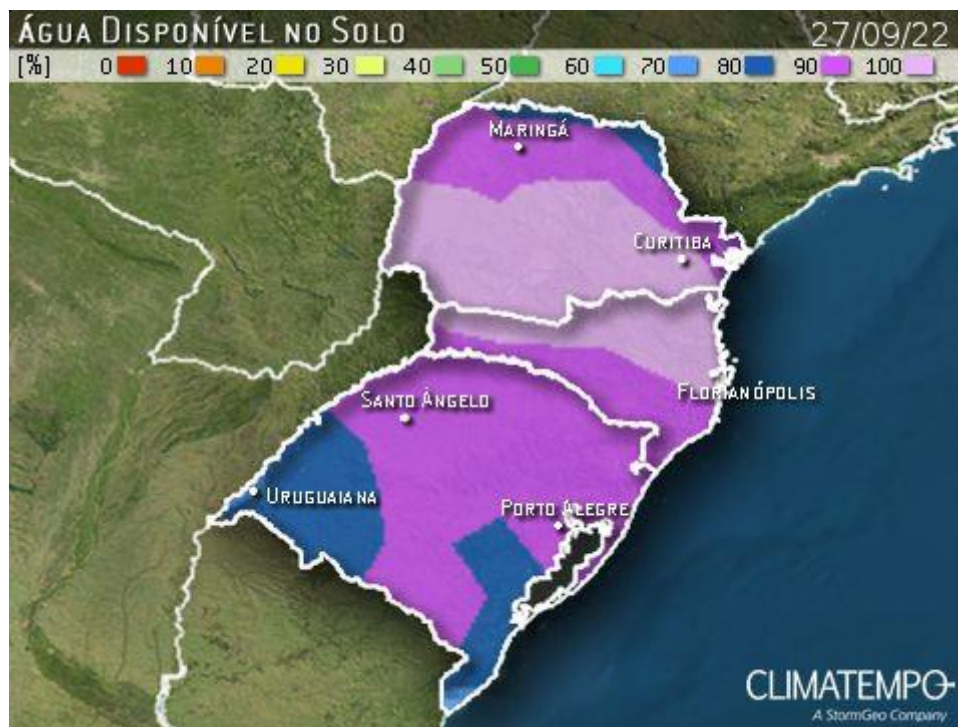 ÁGUA DISPONÍVEL NO SOLO 27/09/22
[%] 0 10 20 30 40 50 60 70 80 90 100
MARINGÁ
CURITIBA
FLORIANÓPOLIS
SANTO ÂNGELO
URUGUAIANA
PORTO ALEGRE
CLIMATEMPO
A StormGeo Company